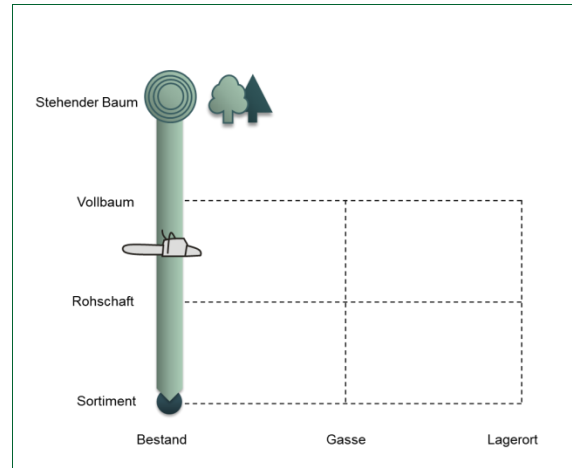 Stehender Baum
Vollbaum
Rohschaft
Sortiment
Bestand Gasse Lagerort